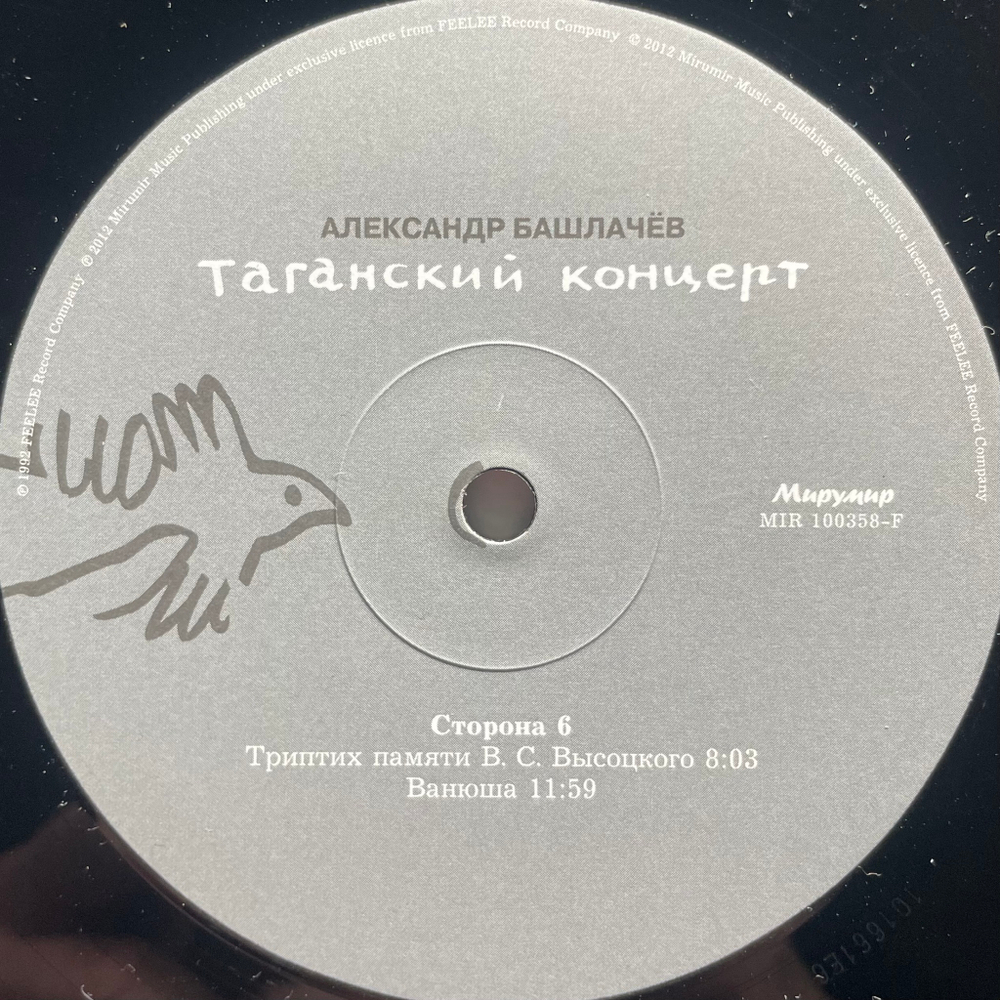 ℗ 1992 FEELEE Record Company ℗ 2012 Mirumir Music Publishing under exclusive licence from FEELEE Record Company © 2012 Mirumir Music Publishing under exclusive licence from FEELEE Record Company
АЛЕКСАНДР БАШЛАЧЁВ
Таганский концерт
Мирумир
MIR 100358-F
Сторона 6
Триптих памяти В. С. Высоцкого 8:03
Ванюша 11:59